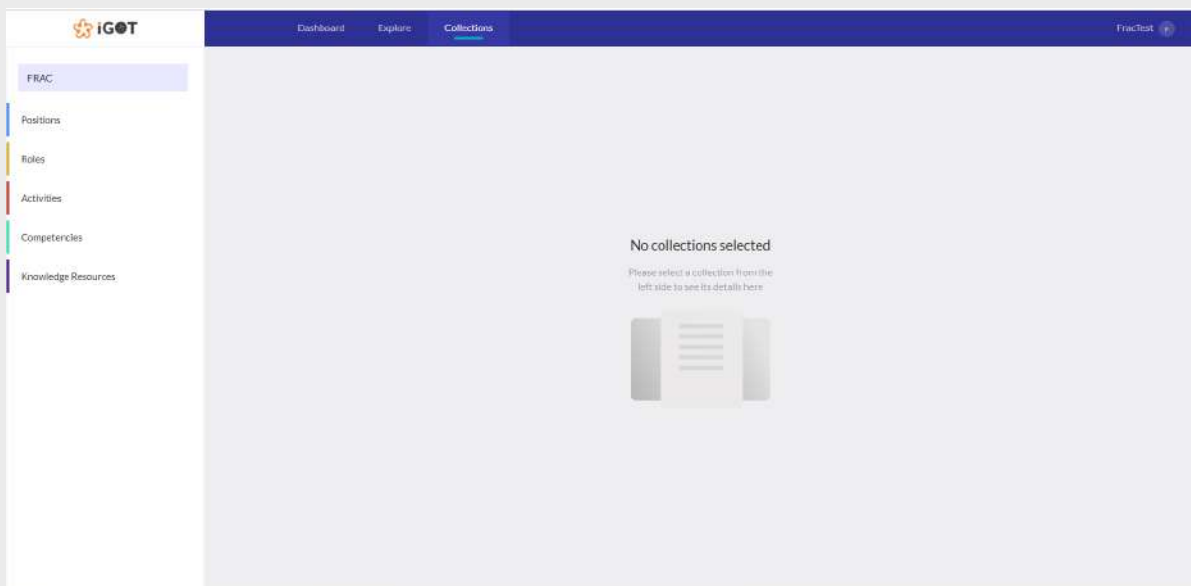 iGOT
Dashboard Explore Collections FracTest
FRAC
Positions
Roles
Activities
Competencies
Knowledge Resources
No collections selected
Please select a collection from the
left side to see its details here